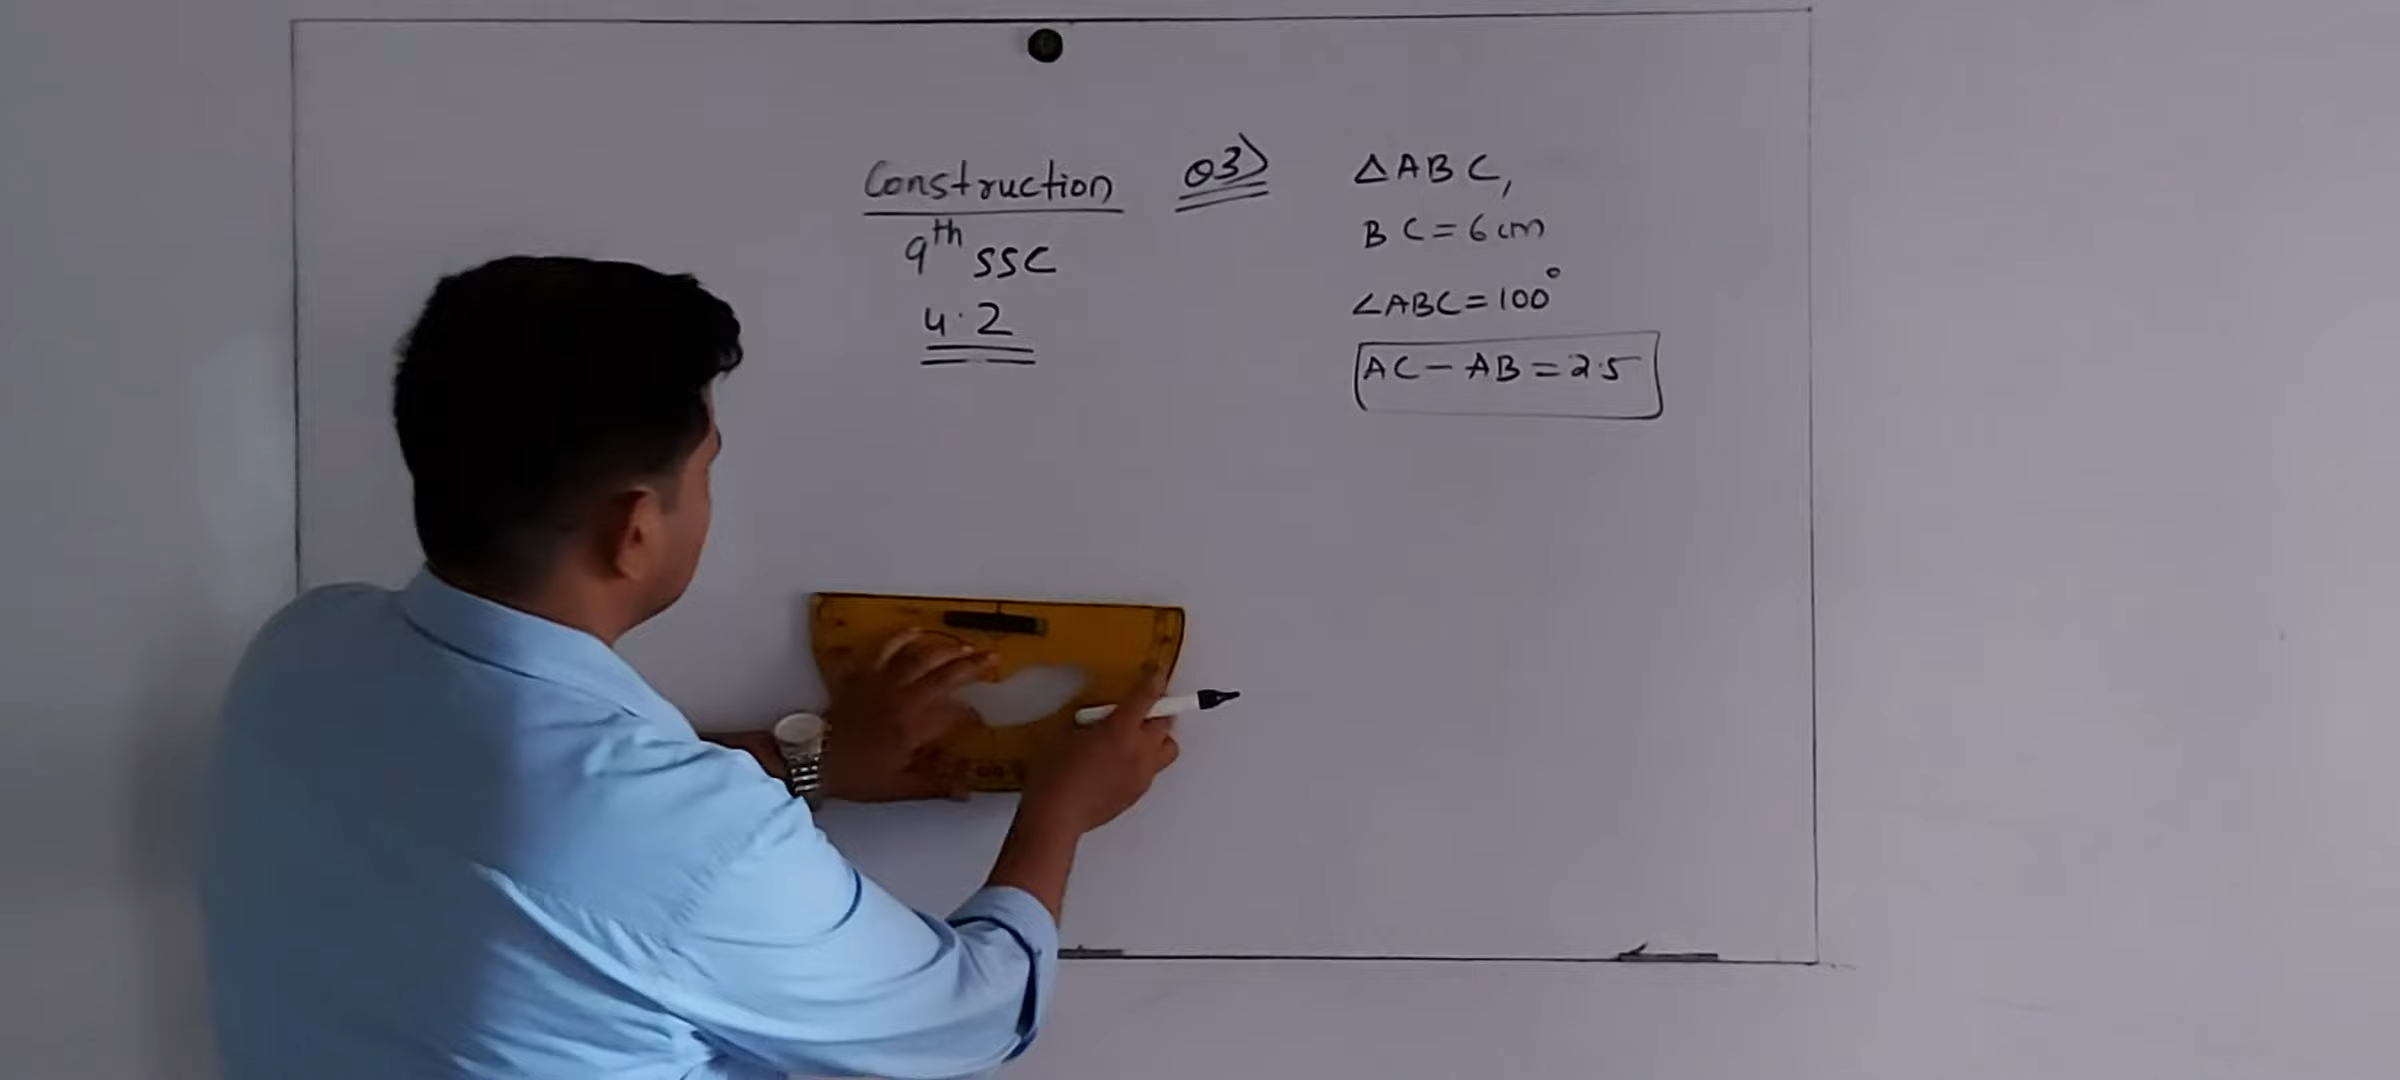 Construction
9th SSC
4.2
Q3)
△ABC,
BC = 6cm
∠ABC = 100°
AC - AB = 2.5